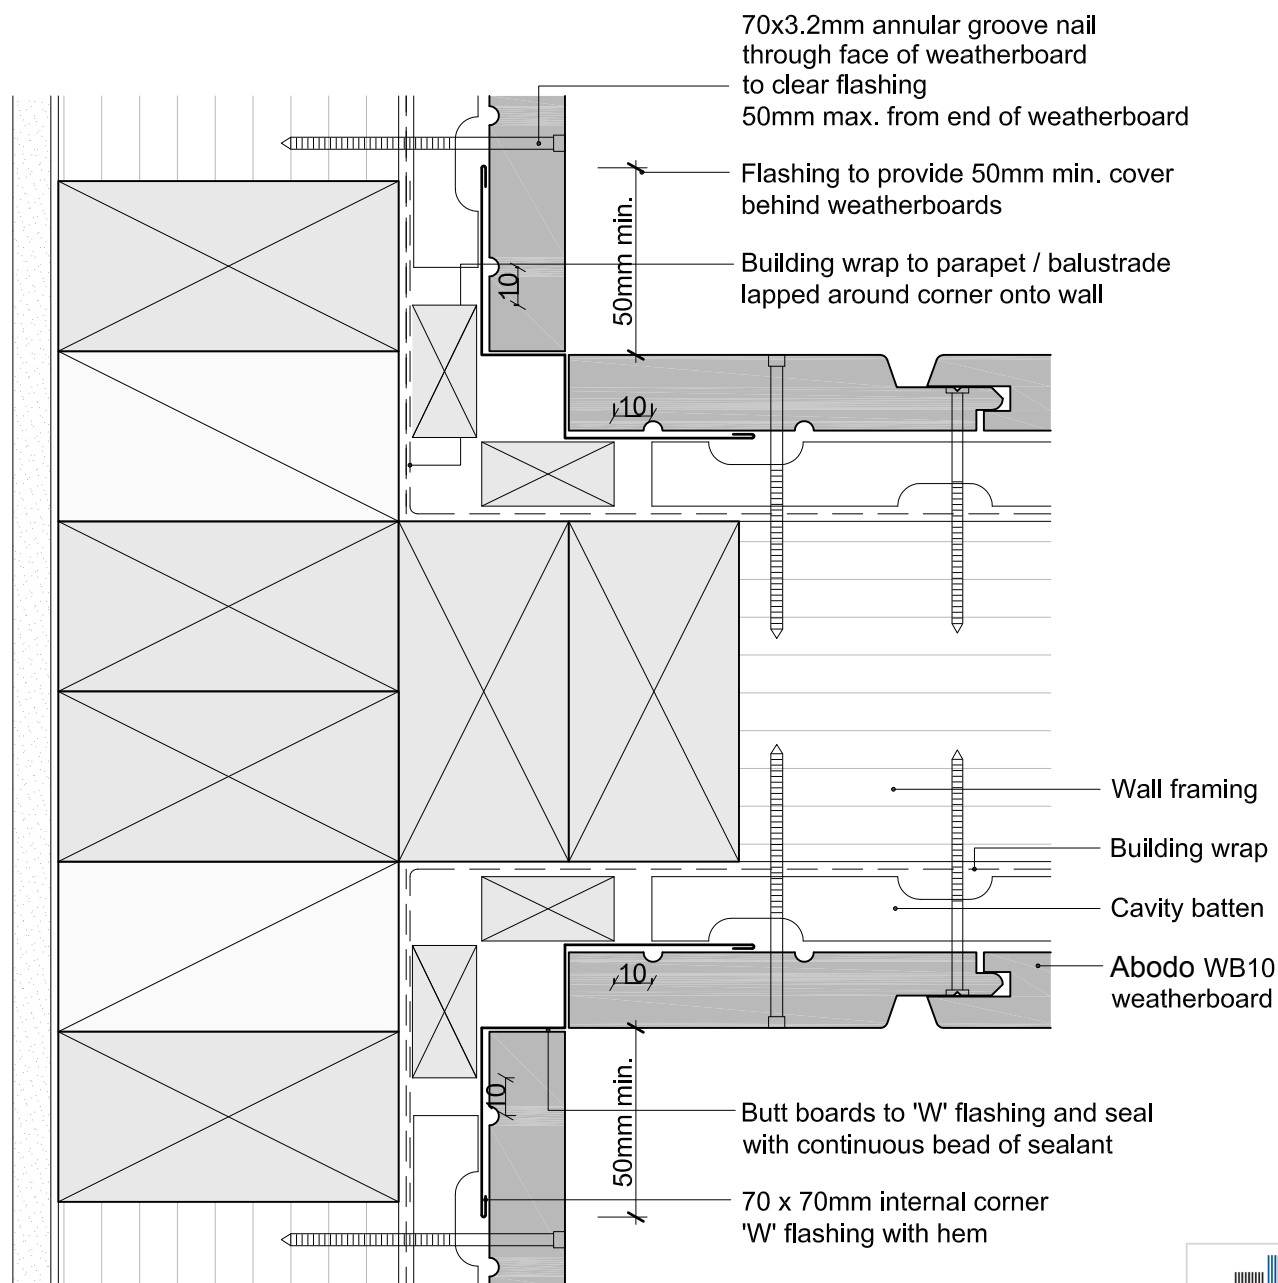 70x3.2mm annular groove nail
through face of weatherboard
to clear flashing
50mm max. from end of weatherboard
Flashing to provide 50mm min. cover
behind weatherboards
50mm min.
Building wrap to parapet / balustrade
lapped around corner onto wall
10
10
Wall framing
Building wrap
Cavity batten
Abodo WB10
weatherboard
10
10
50mm min.
Butt boards to 'W' flashing and seal
with continuous bead of sealant
70 x 70mm internal corner
'W' flashing with hem